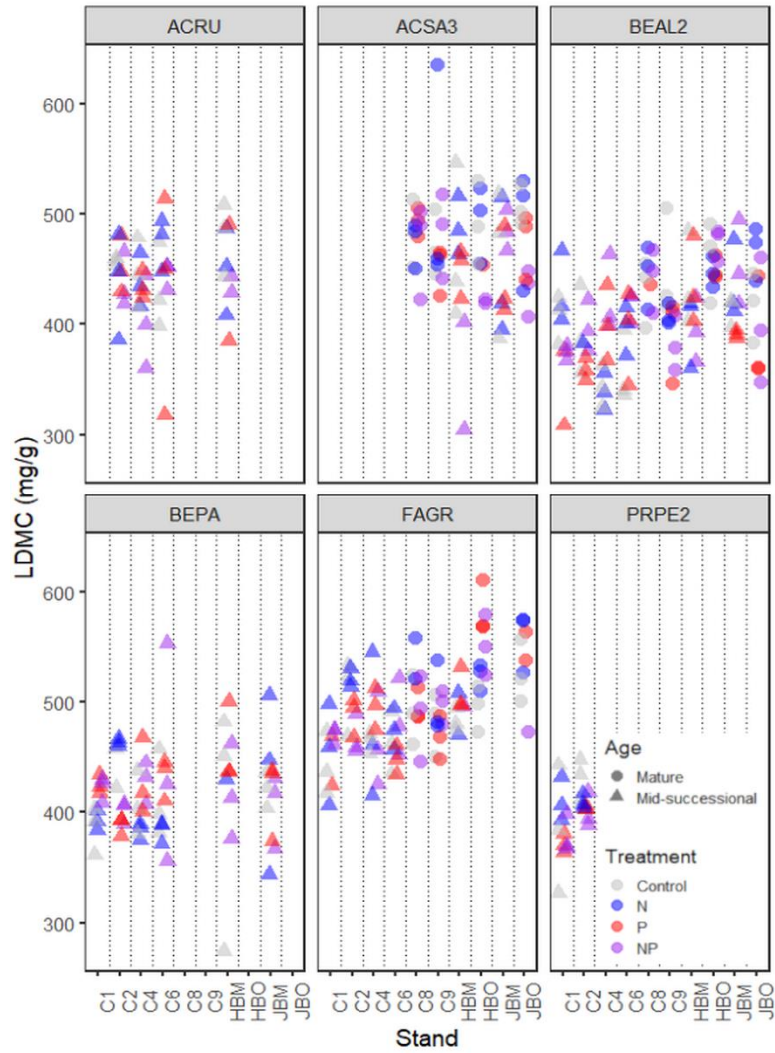 ACRU ACSA3 BEAL2
600
500
400
300
LDMC (mg/g)
BEPA FAGR PRPE2
600
500
400
300
Age
Mature
Mid-successional
Treatment
Control
N
P
NP
C1 C2 C4 C6 C8 C9 HBM HBO JBM JBO C1 C2 C4 C6 C8 C9 HBM HBO JBM JBO C1 C2 C4 C6 C8 C9 HBM HBO JBM JBO
Stand